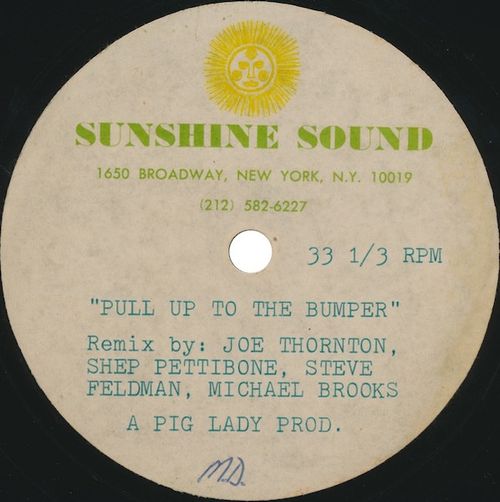 SUNSHINE SOUND
1650 BROADWAY, NEW YORK, N.Y. 10019
(212) 582-6227
33 1/3 RPM
"PULL UP TO THE BUMPER"
Remix by: JOE THORNTON,
SHEP PETTIBONE, STEVE
FELDMAN, MICHAEL BROOKS
A PIG LADY PROD.
M.D.